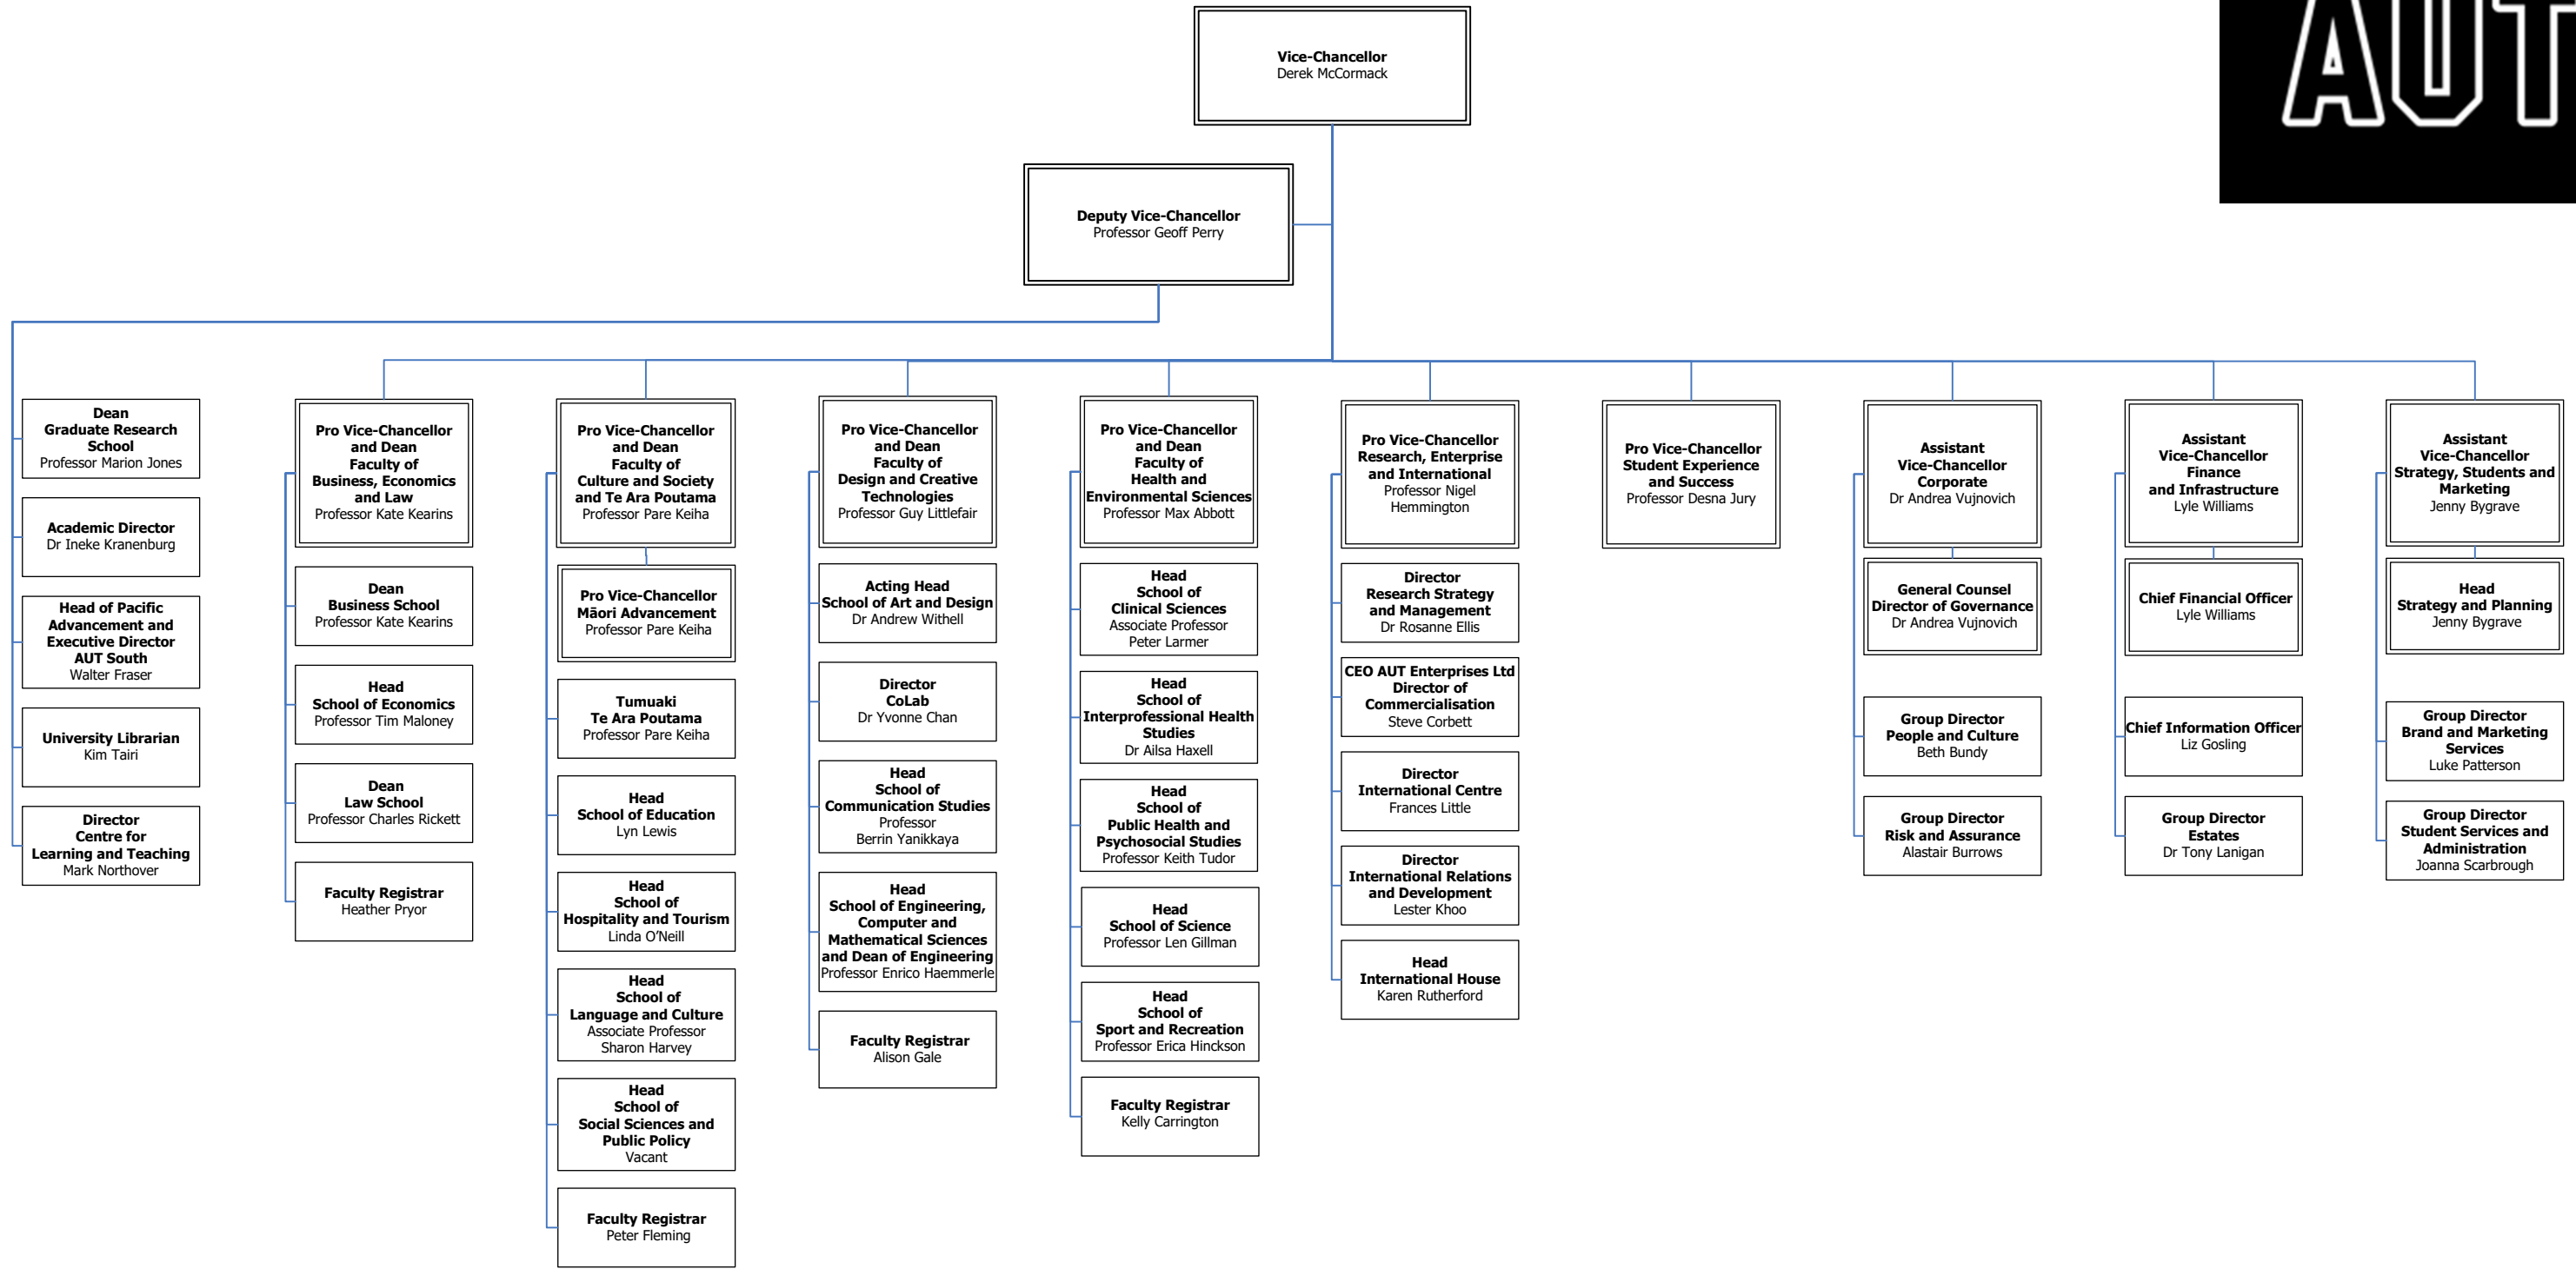 AUT
Vice-Chancellor
Derek McCormack
Deputy Vice-Chancellor
Professor Geoff Perry
Dean
Graduate Research
School
Professor Marion Jones
Academic Director
Dr Ineke Kranenburg
Head of Pacific
Advancement and
Executive Director
AUT South
Walter Fraser
University Librarian
Kim Tairi
Director
Centre for
Learning and Teaching
Mark Northover
Pro Vice-Chancellor
and Dean
Faculty of
Business, Economics
and Law
Professor Kate Kearins
Dean
Business School
Professor Kate Kearins
Head
School of Economics
Professor Tim Maloney
Dean
Law School
Professor Charles Rickett
Faculty Registrar
Heather Pryor
Pro Vice-Chancellor
and Dean
Faculty of
Culture and Society
and Te Ara Poutama
Professor Pare Keiha
Pro Vice-Chancellor
Māori Advancement
Professor Pare Keiha
Tumuaki
Te Ara Poutama
Professor Pare Keiha
Head
School of Education
Lyn Lewis
Head
School of
Hospitality and Tourism
Linda O’Neill
Head
School of
Language and Culture
Associate Professor
Sharon Harvey
Head
School of
Social Sciences and
Public Policy
Vacant
Faculty Registrar
Peter Fleming
Pro Vice-Chancellor
and Dean
Faculty of
Design and Creative
Technologies
Professor Guy Littlefair
Acting Head
School of Art and Design
Dr Andrew Withell
Director
CoLab
Dr Yvonne Chan
Head
School of
Communication Studies
Professor
Berrin Yanikkaya
Head
School of Engineering,
Computer and
Mathematical Sciences
and Dean of Engineering
Professor Enrico Haemmerle
Faculty Registrar
Alison Gale
Pro Vice-Chancellor
and Dean
Faculty of
Health and
Environmental Sciences
Professor Max Abbott
Head
School of
Clinical Sciences
Associate Professor
Peter Larmer
Head
School of
Interprofessional Health
Studies
Dr Ailsa Haxell
Head
School of
Public Health and
Psychosocial Studies
Professor Keith Tudor
Head
School of Science
Professor Len Gillman
Head
School of
Sport and Recreation
Professor Erica Hinckson
Faculty Registrar
Kelly Carrington
Pro Vice-Chancellor
Research, Enterprise
and International
Professor Nigel
Hemmington
Director
Research Strategy
and Management
Dr Rosanne Ellis
CEO AUT Enterprises Ltd
Director of
Commercialisation
Steve Corbett
Director
International Centre
Frances Little
Director
International Relations
and Development
Lester Khoo
Head
International House
Karen Rutherford
Pro Vice-Chancellor
Student Experience
and Success
Professor Desna Jury
Assistant
Vice-Chancellor
Corporate
Dr Andrea Vujnovich
General Counsel
Director of Governance
Dr Andrea Vujnovich
Group Director
People and Culture
Beth Bundy
Group Director
Risk and Assurance
Alastair Burrows
Assistant
Vice-Chancellor
Finance
and Infrastructure
Lyle Williams
Chief Financial Officer
Lyle Williams
Chief Information Officer
Liz Gosling
Group Director
Estates
Dr Tony Lanigan
Assistant
Vice-Chancellor
Strategy, Students and
Marketing
Jenny Bygrave
Head
Strategy and Planning
Jenny Bygrave
Group Director
Brand and Marketing
Services
Luke Patterson
Group Director
Student Services and
Administration
Joanna Scarbrough